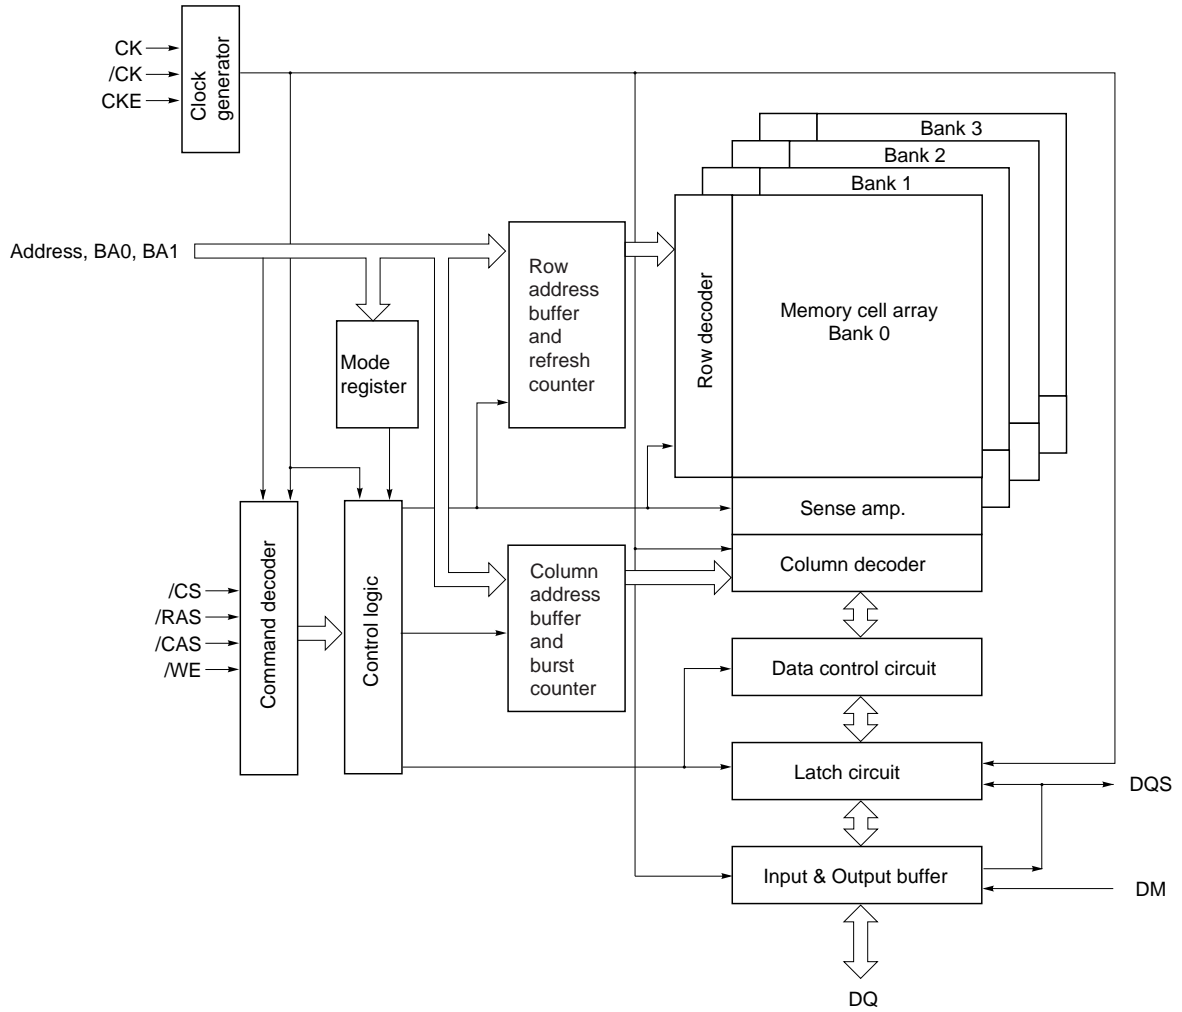 CK
/CK
CKE
Clock
generator
Bank 3
Bank 2
Bank 1
Address, BA0, BA1
Row
address
buffer
and
refresh
counter
Row decoder
Memory cell array
Bank 0
Mode
register
Sense amp.
Column decoder
/CS
/RAS
/CAS
/WE
Command decoder
Control logic
Column
address
buffer
and
burst
counter
Data control circuit
Latch circuit
DQS
Input & Output buffer
DM
DQ